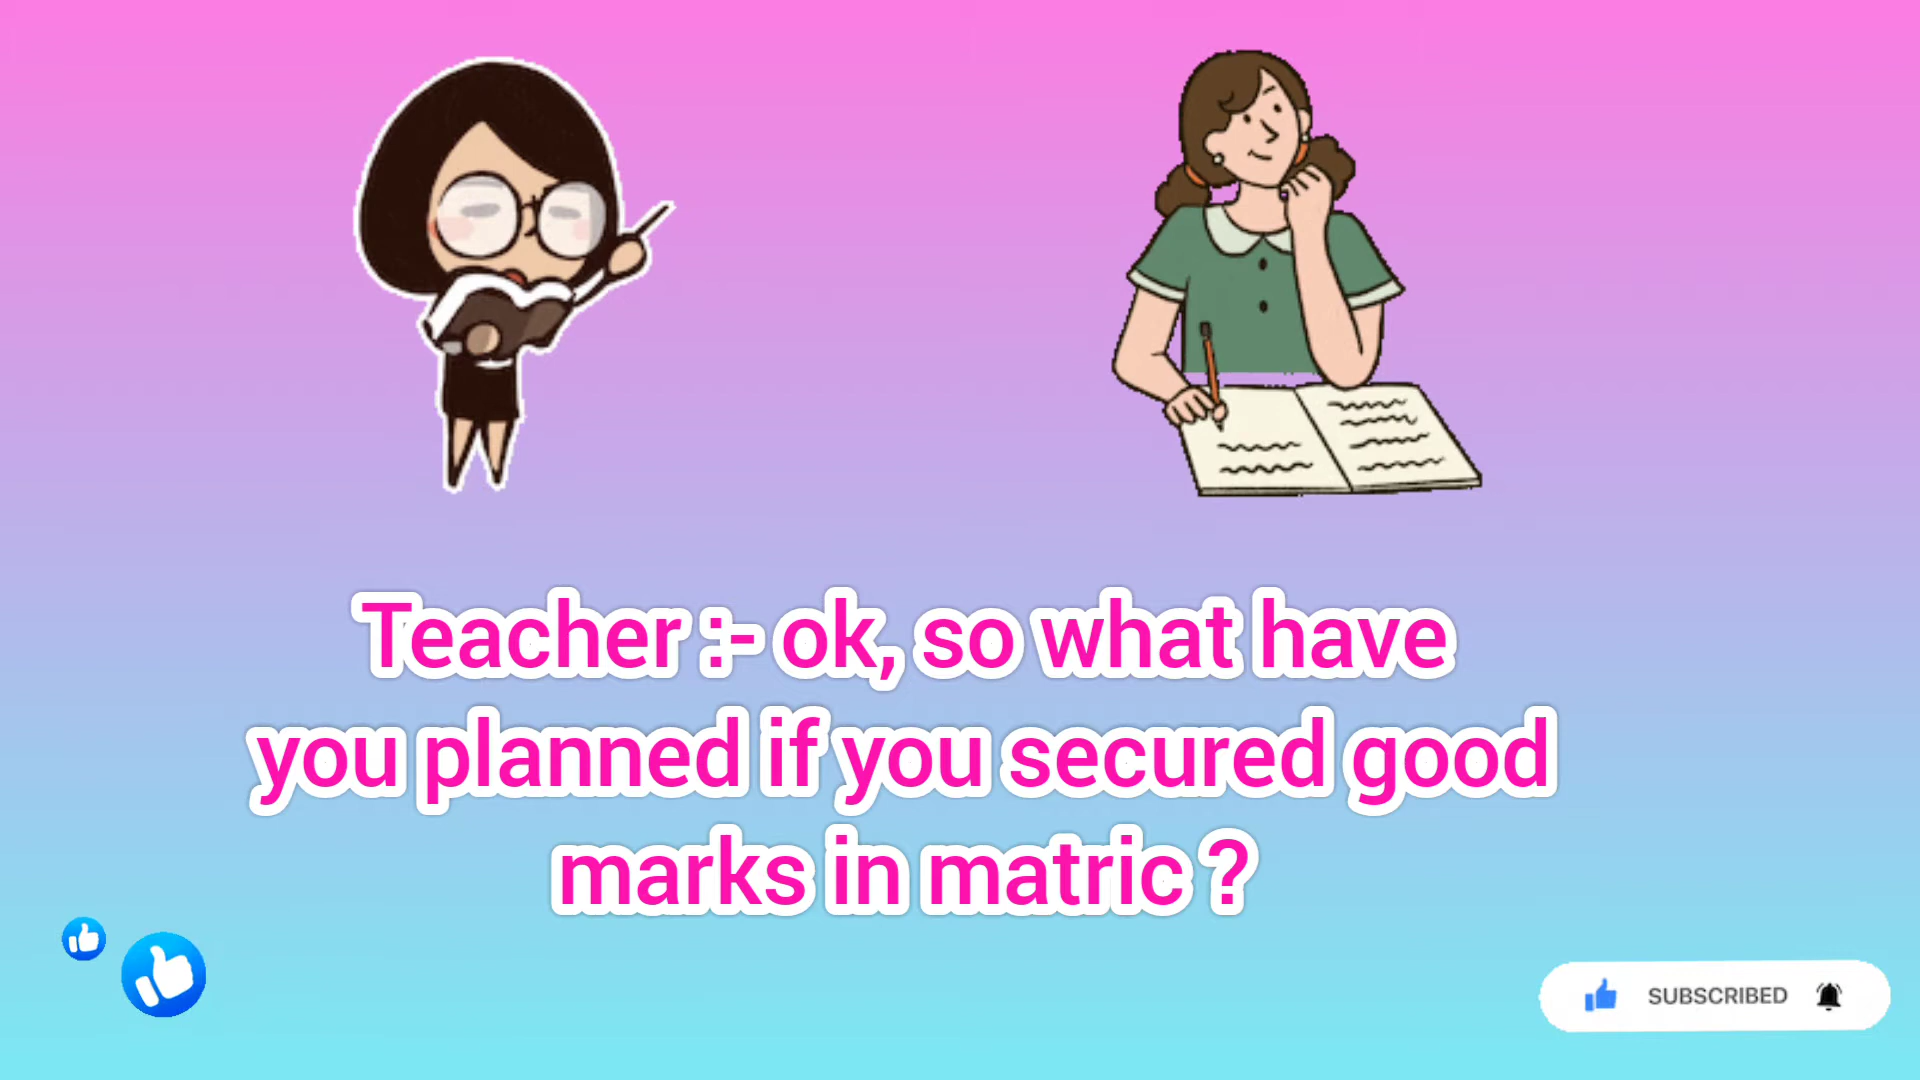 Teacher :- ok, so what have
you planned if you secured good
marks in matric ?
SUBSCRIBED